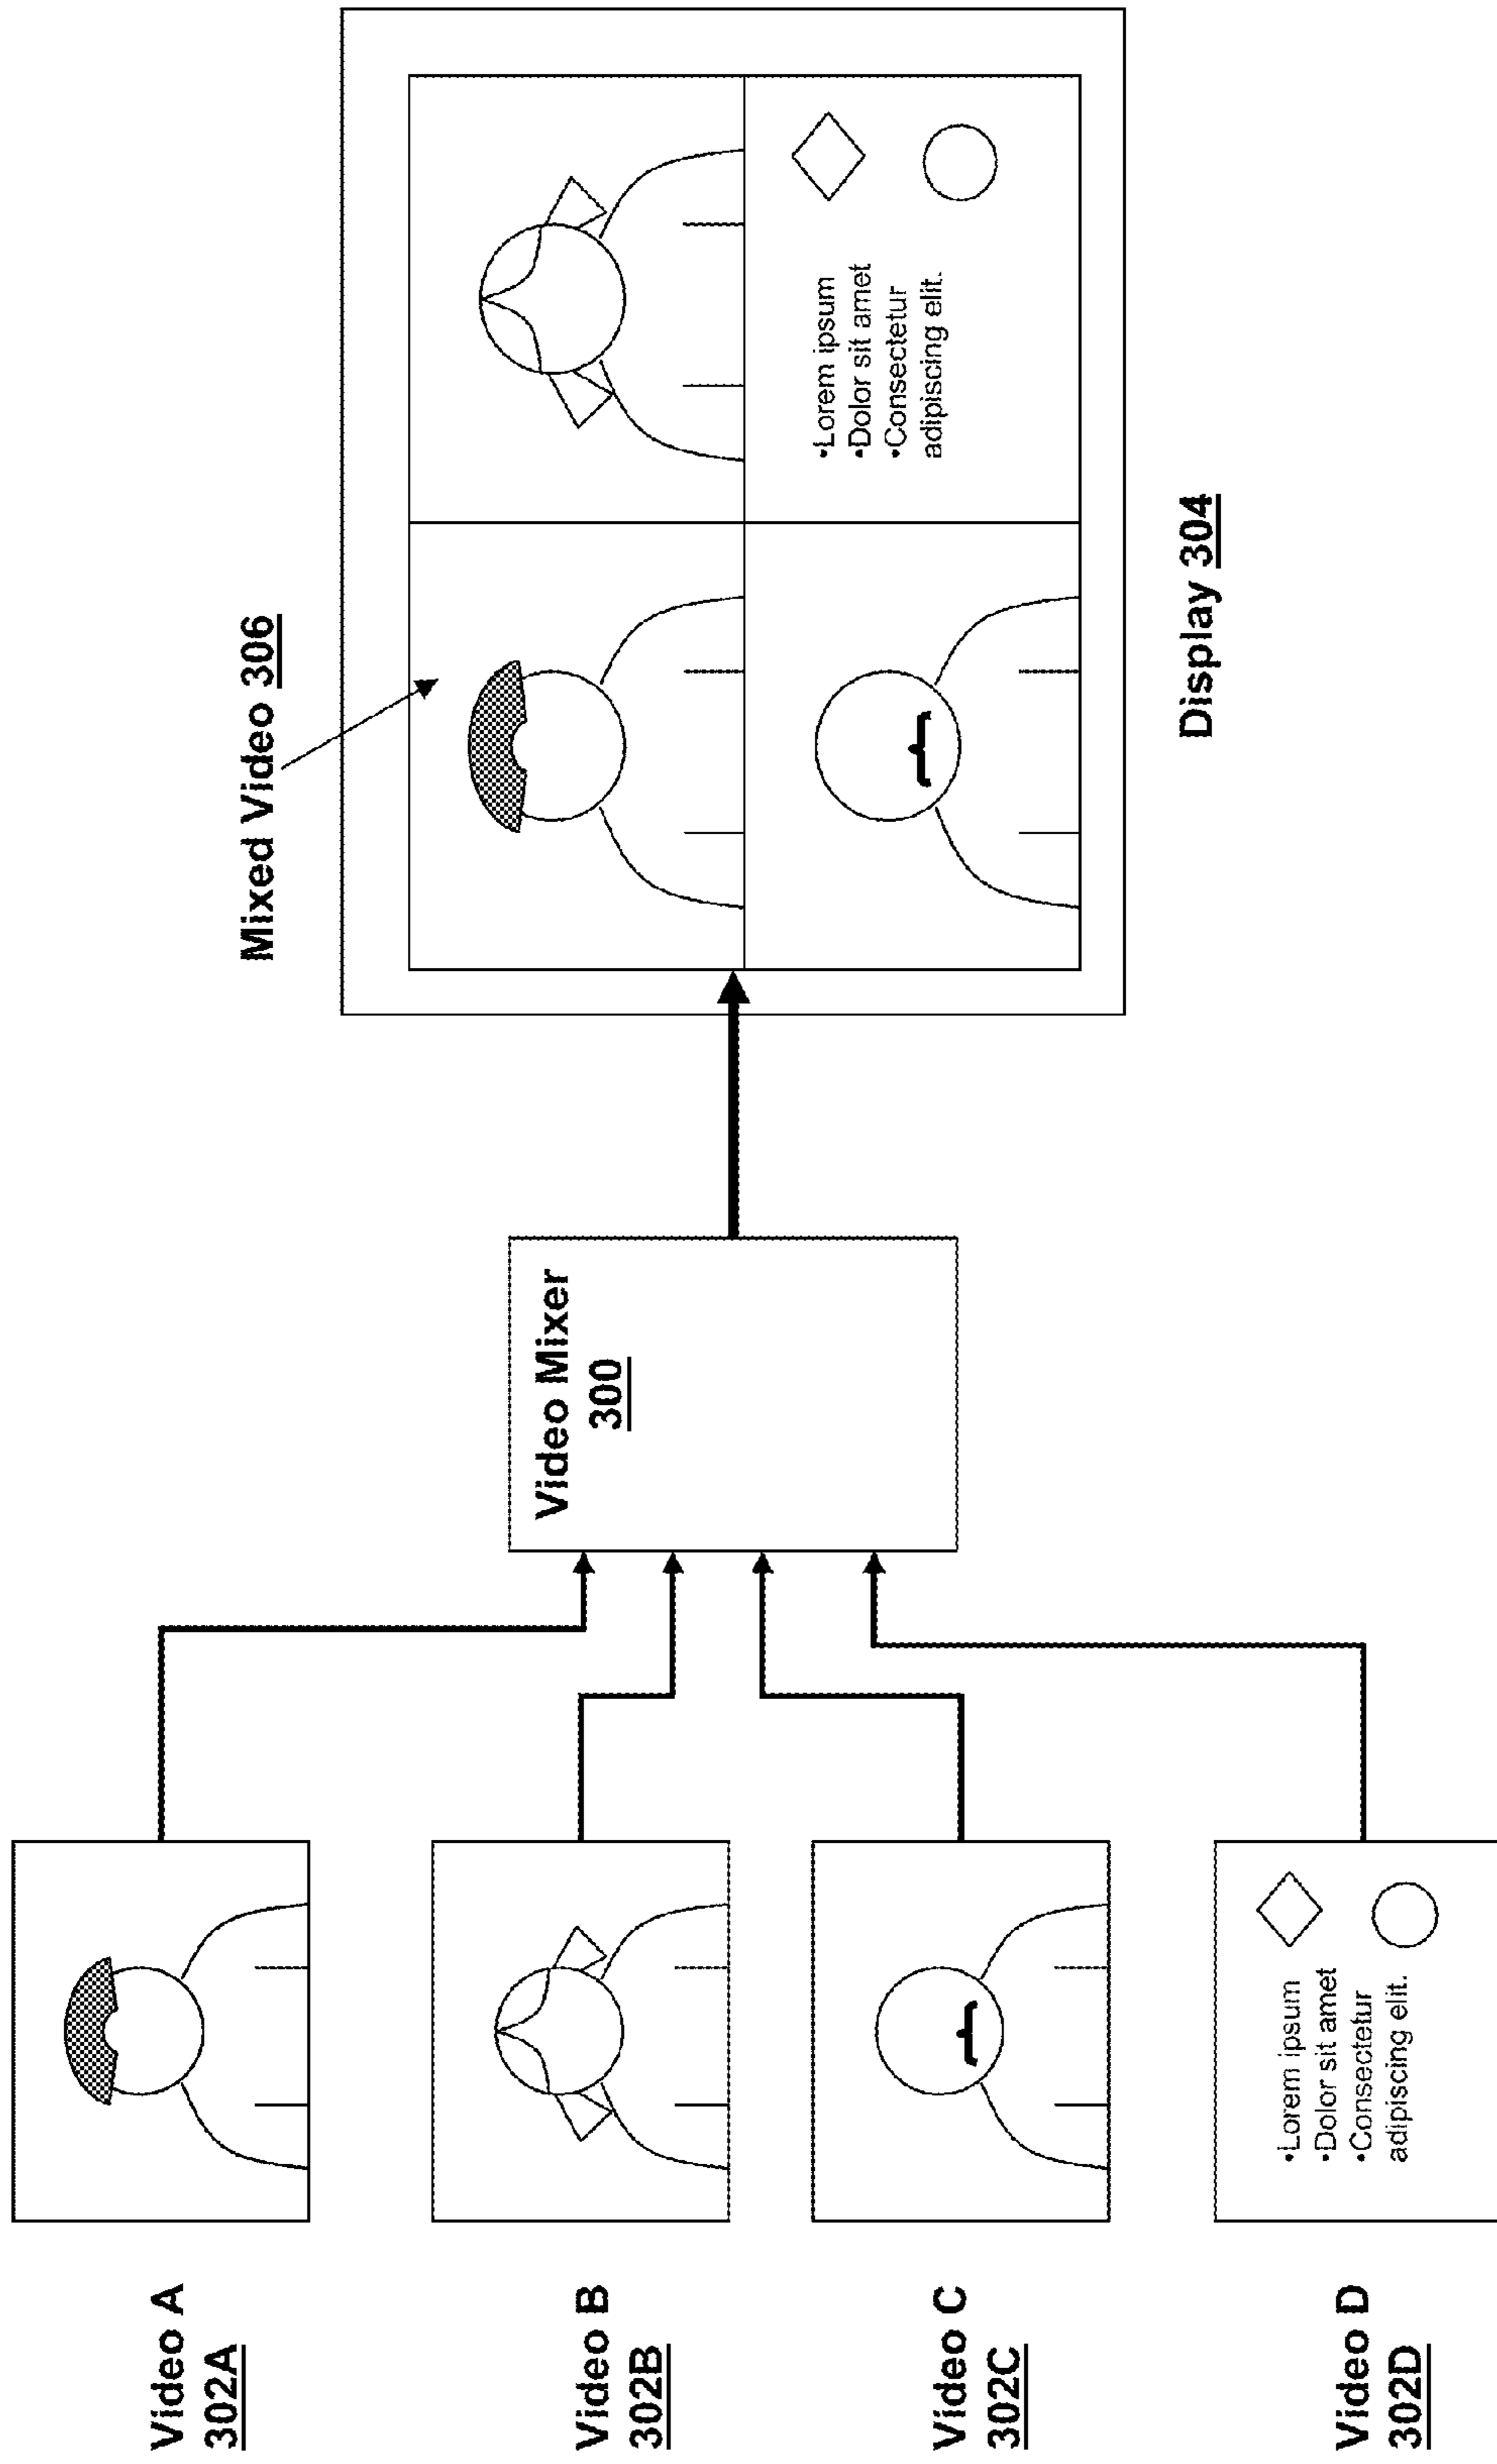 Video A
302A
Video B
302B
Video C
302C
Video D
302D
•Lorem ipsum
•Dolor sit amet
•Consectetur
adipiscing elit.
Video Mixer
300
Mixed Video 306
•Lorem ipsum
•Dolor sit amet
•Consectetur
adipiscing elit.
Display 304